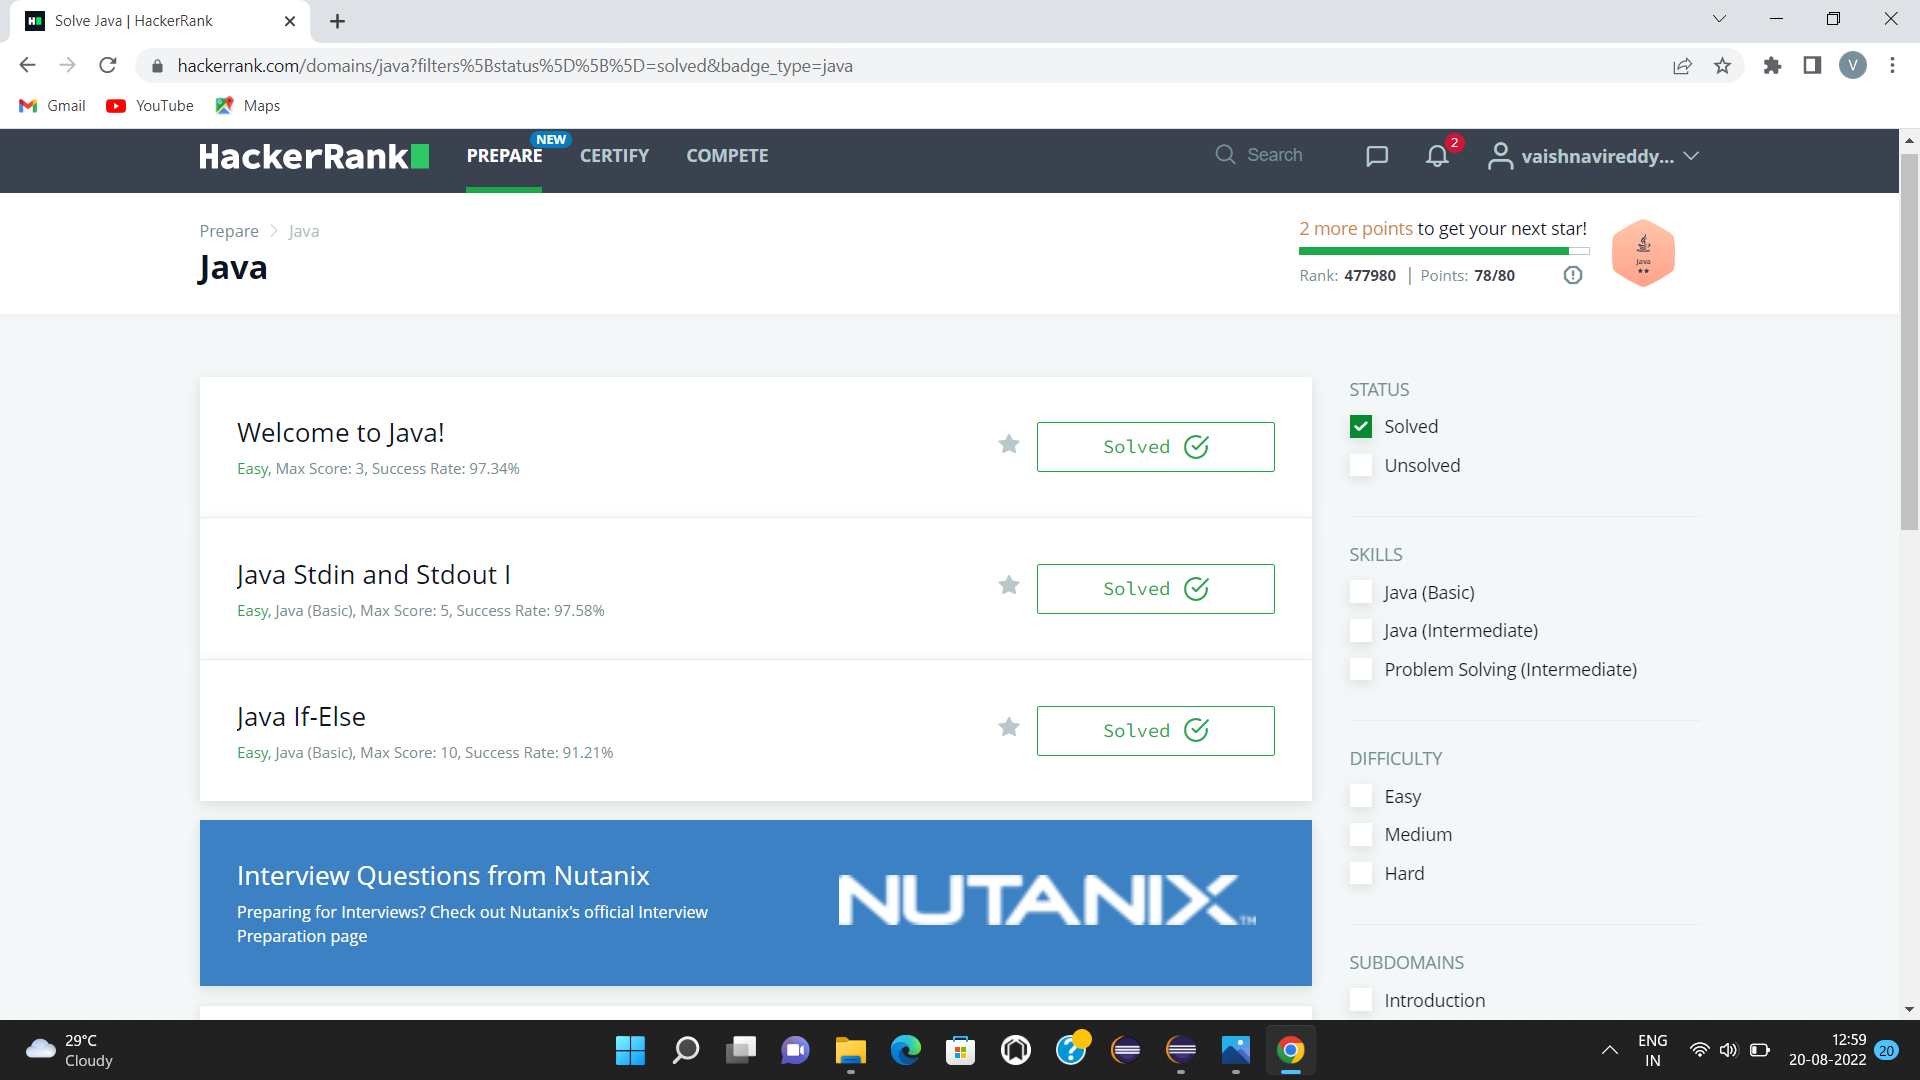 Solve Java | HackerRank
hackerrank.com/domains/java?filters%5Bstatus%5D%5B%5D=solved&badge_type=java
V
Gmail
YouTube
Maps
HackerRank
PREPARE
NEW
CERTIFY
COMPETE
Search
2
vaishnavireddy...
Prepare > Java
Java
2 more points to get your next star!
Rank: 477980 | Points: 78/80
Java
Welcome to Java!
Easy, Max Score: 3, Success Rate: 97.34%
Solved
Java Stdin and Stdout I
Easy, Java (Basic), Max Score: 5, Success Rate: 97.58%
Solved
Java If-Else
Easy, Java (Basic), Max Score: 10, Success Rate: 91.21%
Solved
Interview Questions from Nutanix
Preparing for Interviews? Check out Nutanix's official Interview
Preparation page
NUTANIX™
STATUS
Solved
Unsolved
SKILLS
Java (Basic)
Java (Intermediate)
Problem Solving (Intermediate)
DIFFICULTY
Easy
Medium
Hard
SUBDOMAINS
Introduction
29°C
Cloudy
ENG
IN
12:59
20-08-2022
20